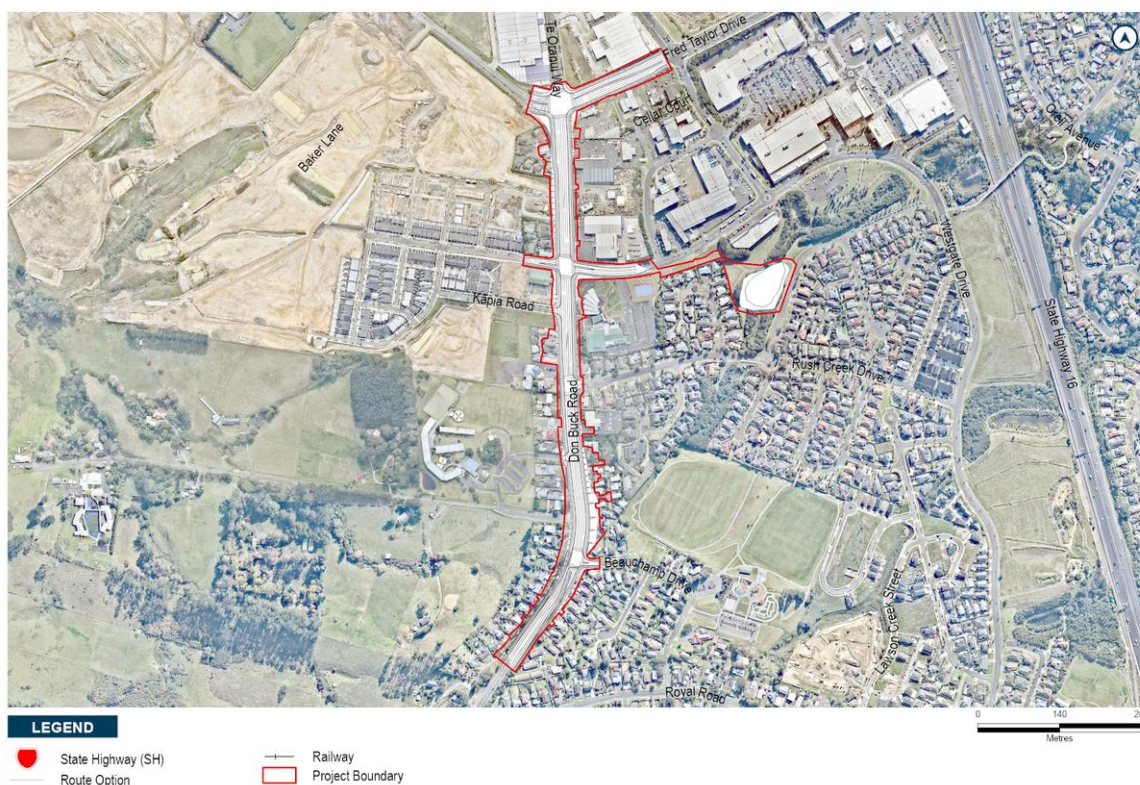 Te Oranui Way
Fred Taylor Drive
Cellar Court
Oreil Avenue
Baker Lane
Westgate Drive
Kapia Road
State Highway 16
Rush Creek Drive
Don Buck Road
Beauchamp Drive
Lawson Creek Street
Royal Road
LEGEND
State Highway (SH)
Route Option
Railway
Project Boundary
0 140 28
Metres